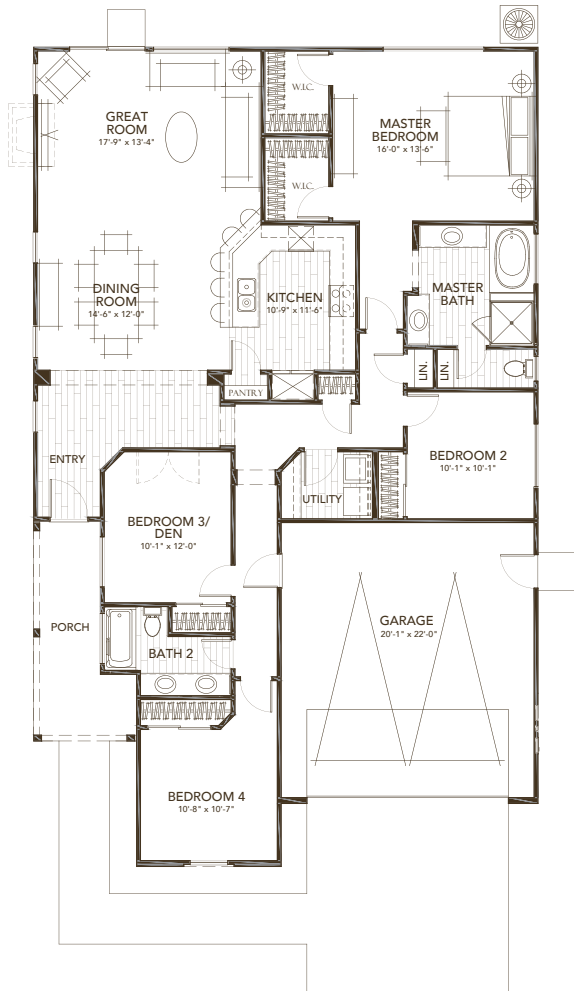 GREAT
ROOM
17'-9" x 13'-4"
W.I.C.
W.I.C.
MASTER
BEDROOM
16'-0" x 13'-6"
DINING
ROOM
14'-6" x 12'-0"
KITCHEN
10'-9" x 11'-6"
MASTER
BATH
PANTRY
LIN.
LIN.
ENTRY
BEDROOM 2
10'-1" x 10'-1"
UTILITY
BEDROOM 3/
DEN
10'-1" x 12'-0"
PORCH
BATH 2
GARAGE
20'-1" x 22'-0"
BEDROOM 4
10'-8" x 10'-7"